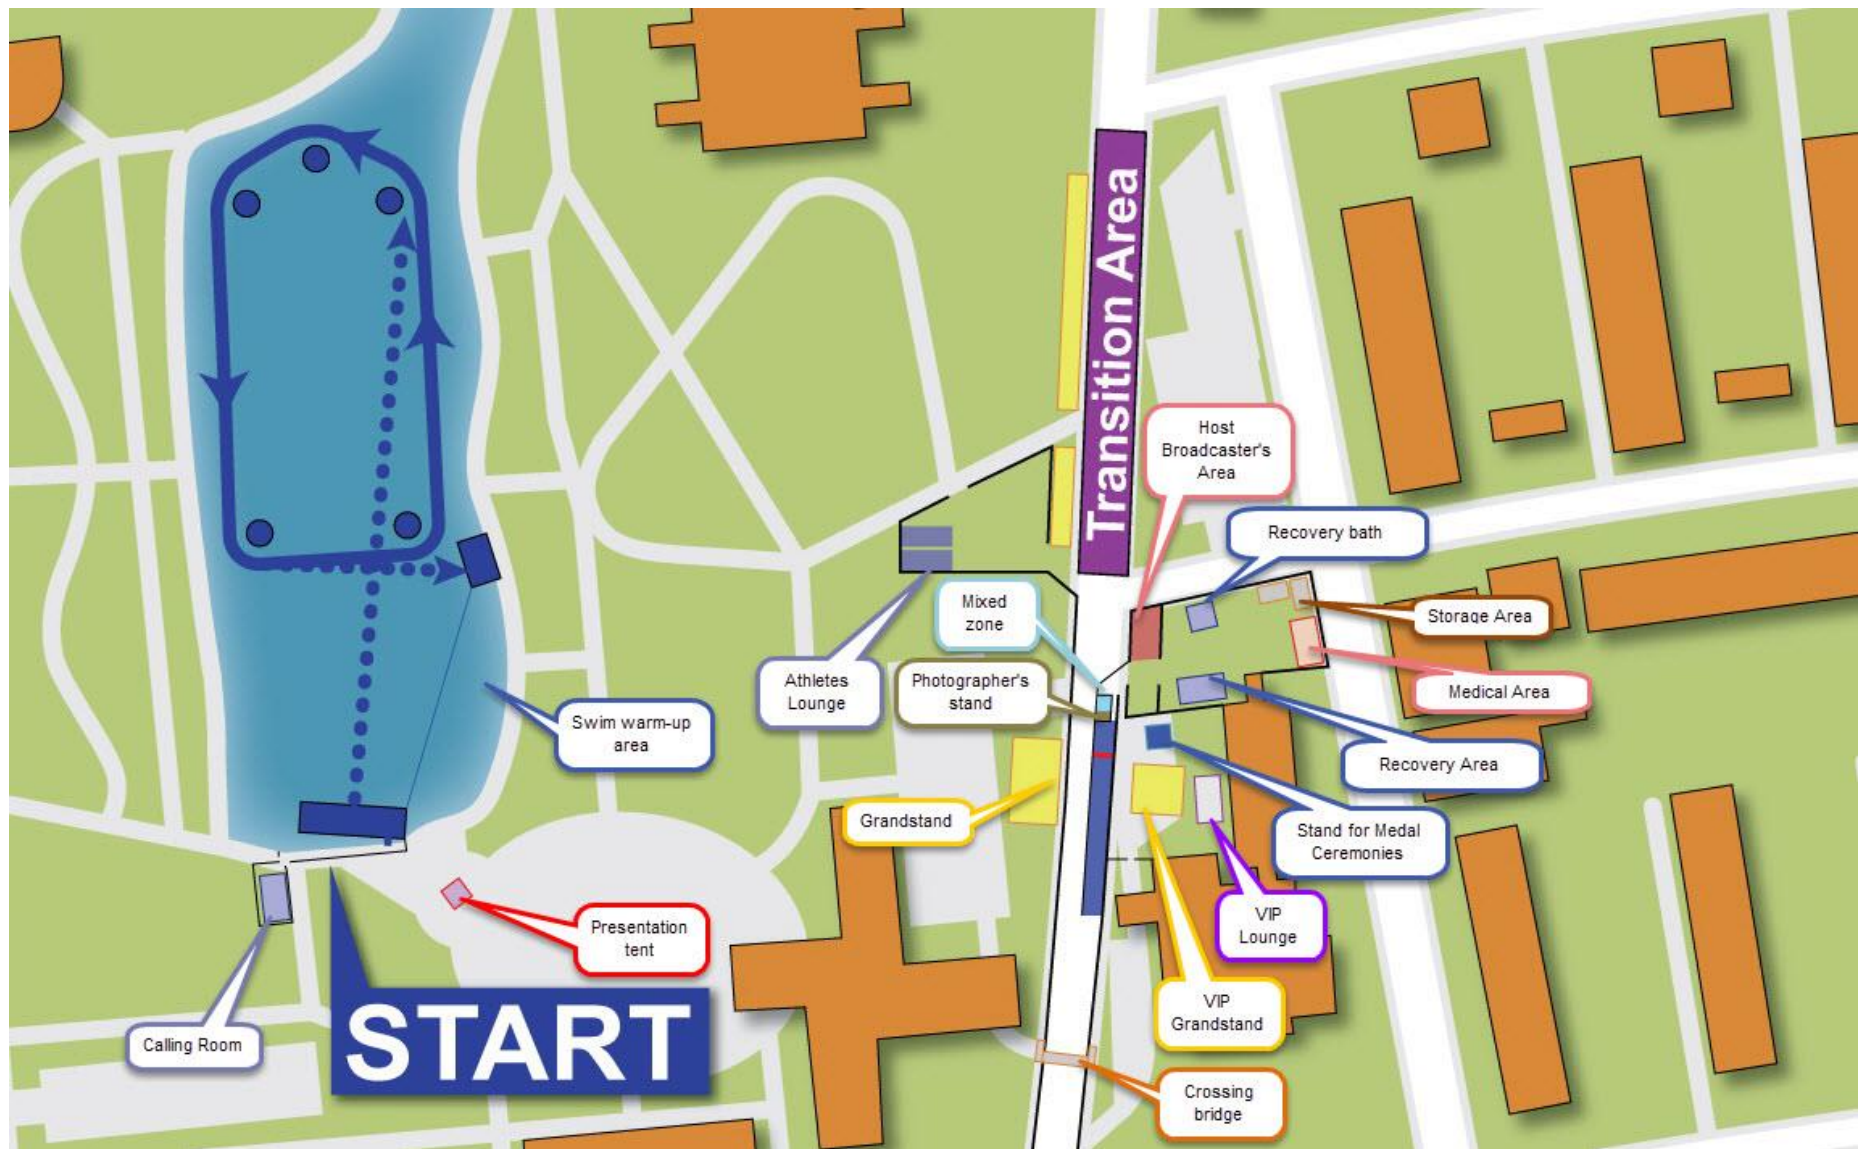 Transition Area
Host
Broadcaster's
Area
Recovery bath
Mixed
zone
Storage Area
Athletes
Lounge
Photographer's
stand
Medical Area
Swim warm-up
area
Recovery Area
Grandstand
Stand for Medal
Ceremonies
Presentation
tent
VIP
Lounge
VIP
Grandstand
START
Calling Room
Crossing
bridge